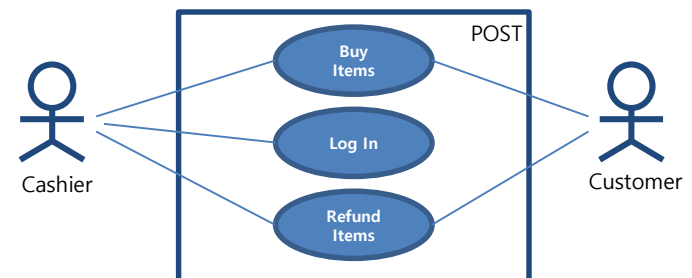 POST
Buy
Items
Log In
Refund
Items
Cashier
Customer